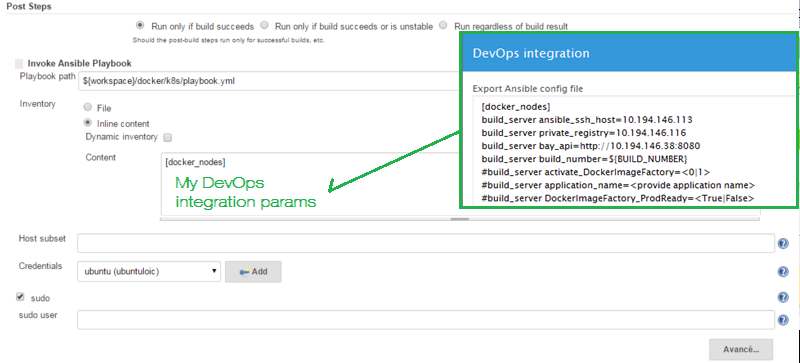 Post Steps
Run only if build succeeds
Run only if build succeeds or is unstable
Run regardless of build result
Should the post-build steps run only for successful builds, etc.
Invoke Ansible Playbook
Playbook path
${workspace}/docker/k8s/playbook.yml
Inventory
File
Inline content
Dynamic inventory
Content
[docker_nodes]
My DevOps
integration params
DevOps integration
Export Ansible config file
[docker_nodes]
build_server ansible_ssh_host=10.194.146.113
build_server private_registry=10.194.146.116
build_server bay_api=http://10.194.146.38:8080
build_server build_number=${BUILD_NUMBER}
#build_server activate_DockerImageFactory=<0|1>
#build_server application_name=<provide application name>
#build_server DockerImageFactory_ProdReady=<True|False>
Host subset
Credentials
ubuntu (ubuntuloic)
Add
sudo
sudo user
Avancé...